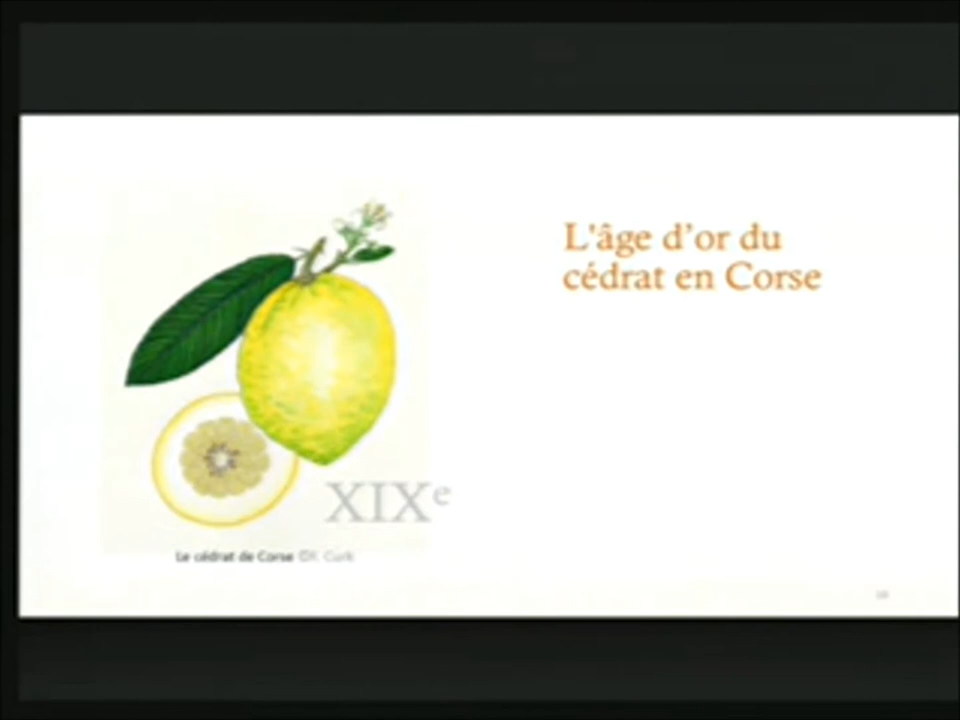 L'âge d'or du
cédrat en Corse
XIXe
Le cédrat de Corse